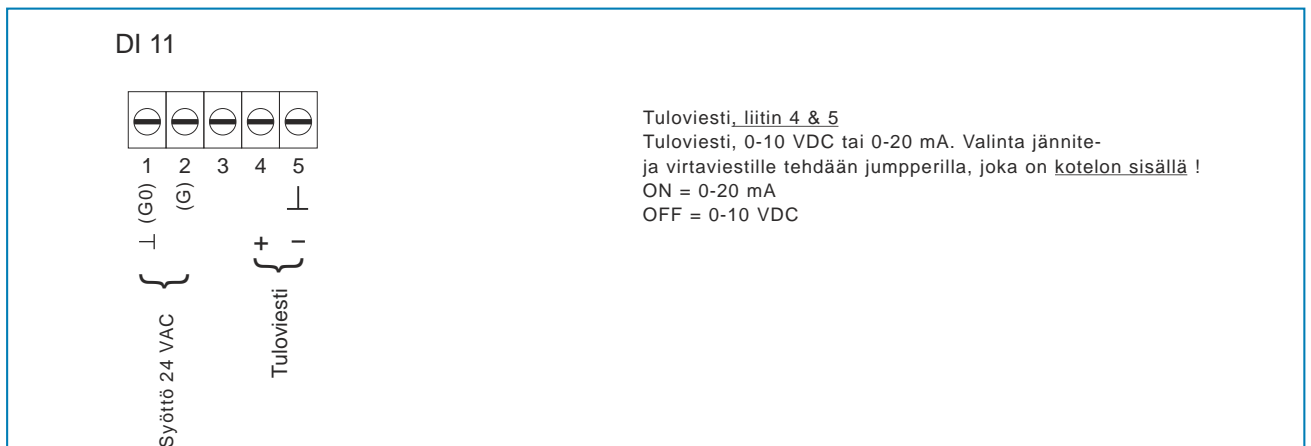 DI 11
1 2 3 4 5
(G0) (G) ⊥
⊥ + −
Syöttö 24 VAC
Tuloviesti
Tuloviesti, liitin 4 & 5
Tuloviesti, 0-10 VDC tai 0-20 mA. Valinta jännite-
ja virtaviestille tehdään jumpperilla, joka on kotelon sisällä !
ON = 0-20 mA
OFF = 0-10 VDC